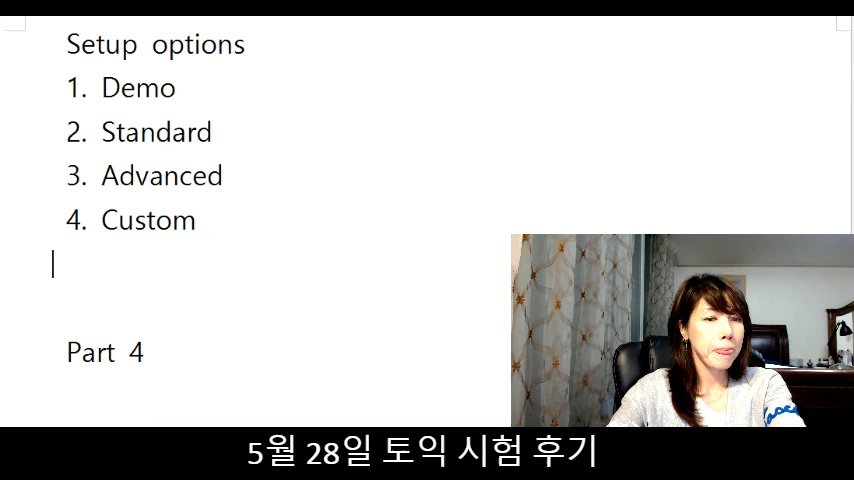 Setup options
1. Demo
2. Standard
3. Advanced
4. Custom
Part 4
5월 28일 토익 시험 후기